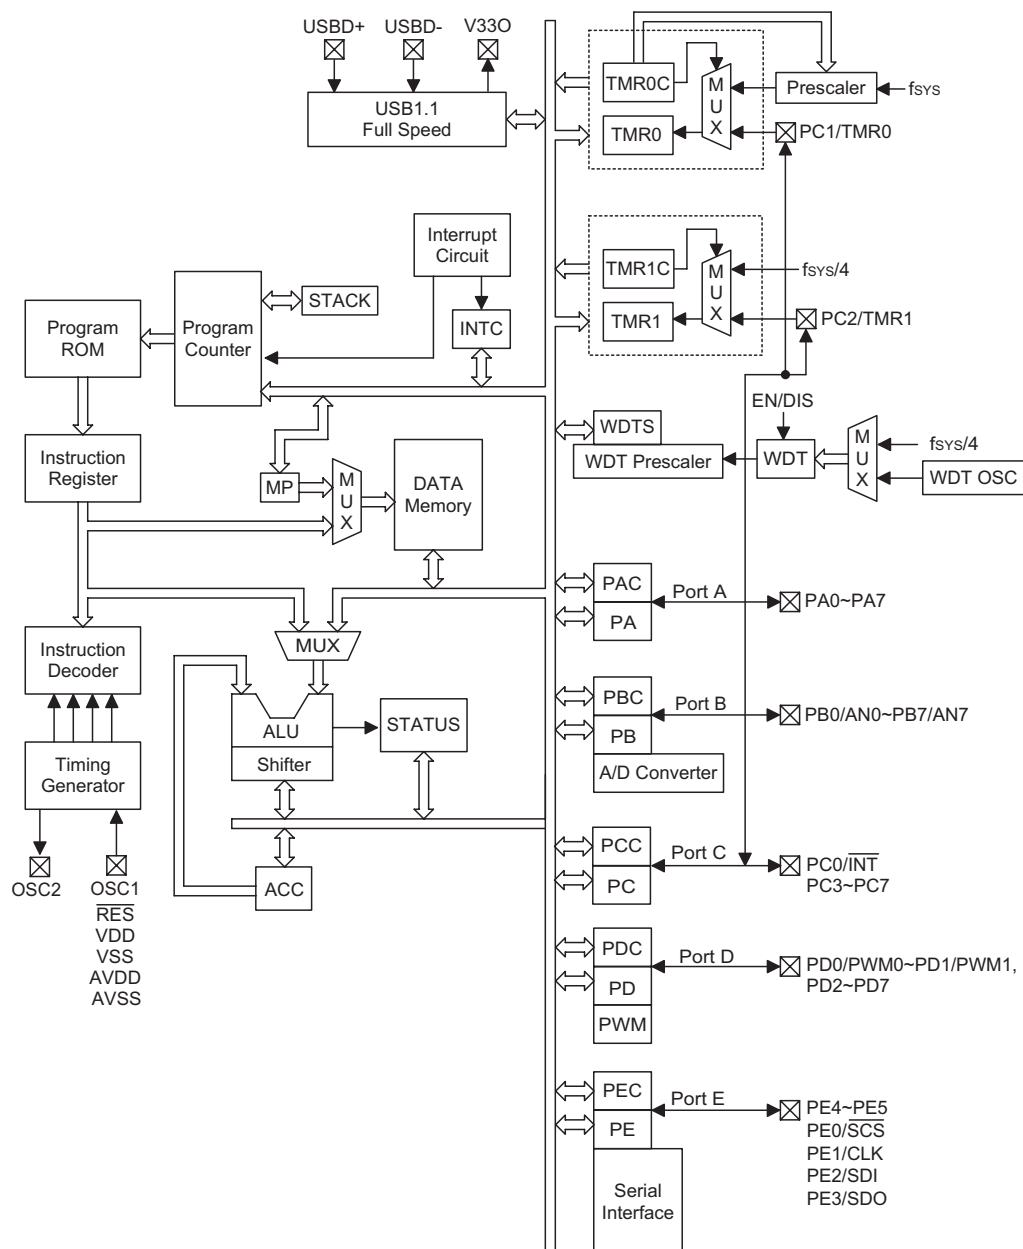 USBD+
USBD-
V33O
USB1.1
Full Speed
TMR0C
TMR0
MUX
Prescaler
fSYS
PC1/TMR0
Interrupt
Circuit
INTC
TMR1C
TMR1
MUX
fSYS/4
PC2/TMR1
STACK
Program
ROM
Program
Counter
EN/DIS
WDTS
WDT Prescaler
WDT
MUX
fSYS/4
WDT OSC
Instruction
Register
MP
MUX
DATA
Memory
PAC
PA
Port A
PA0~PA7
Instruction
Decoder
MUX
ALU
Shifter
STATUS
PBC
PB
A/D Converter
Port B
PB0/AN0~PB7/AN7
Timing
Generator
OSC2
OSC1
RES
VDD
VSS
AVDD
AVSS
ACC
PCC
PC
Port C
PC0/INT
PC3~PC7
PDC
PD
PWM
Port D
PD0/PWM0~PD1/PWM1,
PD2~PD7
PEC
PE
Port E
PE4~PE5
PE0/SCS
PE1/CLK
PE2/SDI
PE3/SDO
Serial
Interface